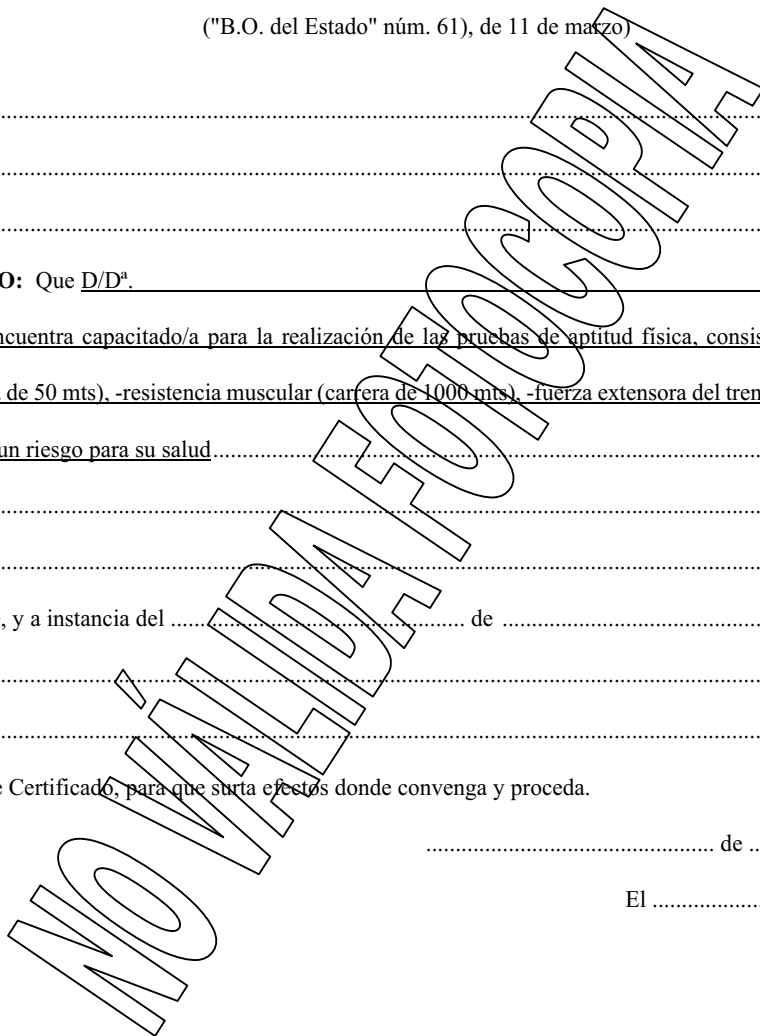 ("B.O. del Estado" núm. 61), de 11 de marzo)
..............................................................................................................................
..............................................................................................................................
..............................................................................................................................
O: Que D/Dª.
ncuentra capacitado/a para la realización de las pruebas de aptitud física, consis
a de 50 mts), -resistencia muscular (carrera de 1000 mts), -fuerza extensora del tren
un riesgo para su salud..............................................................................................
..............................................................................................................................
..............................................................................................................................
, y a instancia del .................................................. de ............................................
..............................................................................................................................
..............................................................................................................................
e Certificado, para que surta efectos donde convenga y proceda.
................................................. de ..
El ...................
NO VÁLIDA FOTOCOPIA